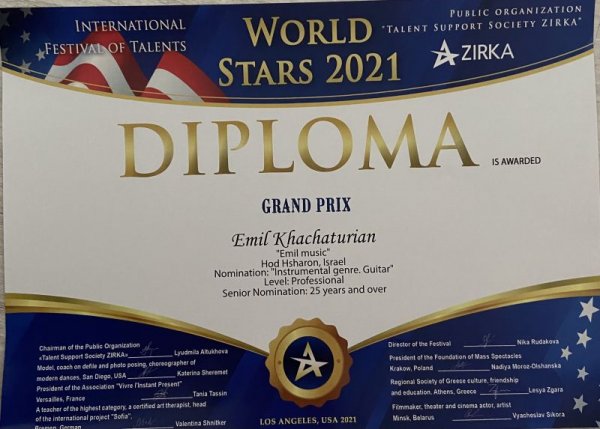 International
Festival of Talents
World
Stars 2021
Public organization
"Talent Support Society ZIRKA"
ZIRKA
DIPLOMA
IS AWARDED
GRAND PRIX
Emil Khachaturian
"Emil music"
Hod Hsharon, Israel
Nomination: "Instrumental genre. Guitar"
Level: Professional
Senior Nomination: 25 years and over
Chairman of the Public Organization
«Talent Support Society ZIRKA» Lyudmila Altukhova
Model, coach on defile and photo posing, choreographer of
modern dances, San Diego, USA Katerina Sheremet
President of the Association "Vivre l'Instant Present"
Versailles, France Tania Tassin
A teacher of the highest category, a certified art therapist, head
of the international project "Sofia",
Bremen, German Valentina Shnitker
LOS ANGELES, USA 2021
Director of the Festival Nika Rudakova
President of the Foundation of Mass Spectacles
Krakow, Poland Nadiya Moroz-Olshanska
Regional Society of Greece culture, friendship
and education. Athens, Greece Lesya Zgara
Filmmaker, theater and cinema actor, artist
Minsk, Belarus Vyacheslav Sikora